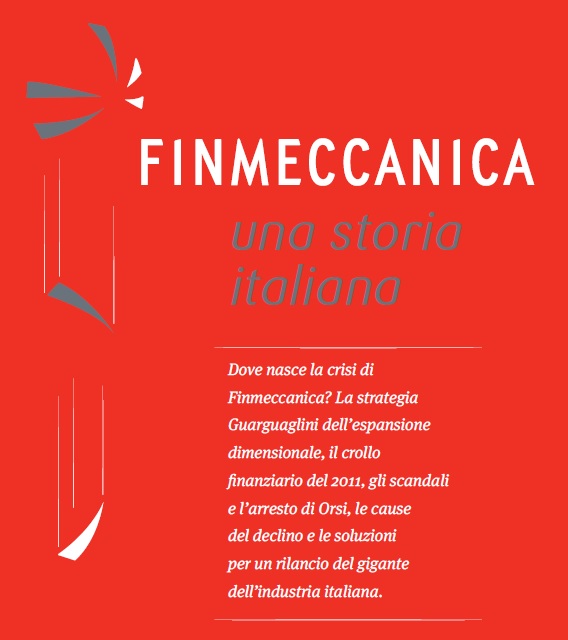 FINMECCANICA
una storia
italiana
Dove nasce la crisi di
Finmeccanica? La strategia
Guarguaglini dell'espansione
dimensionale, il crollo
finanziario del 2011, gli scandali
e l'arresto di Orsi, le cause
del declino e le soluzioni
per un rilancio del gigante
dell'industria italiana.